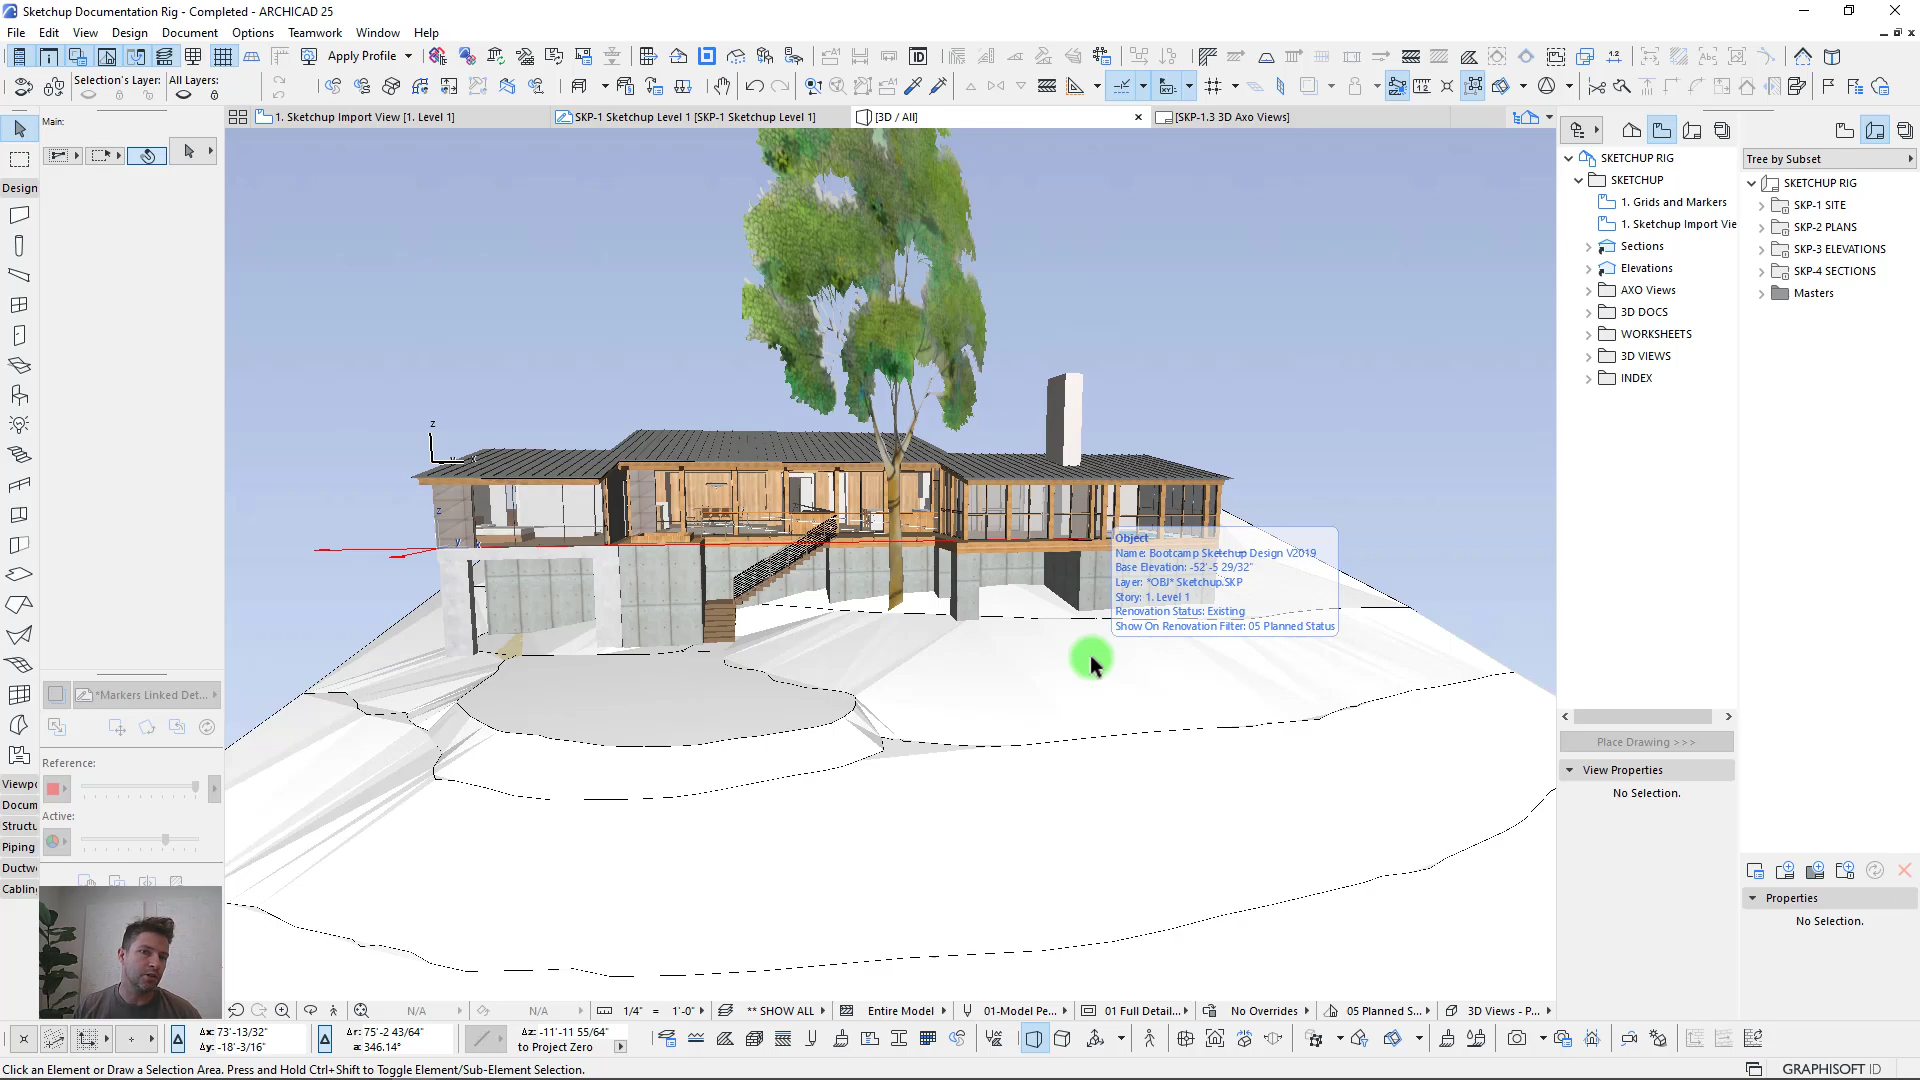 Sketchup Documentation Rig - Completed - ARCHICAD 25
File Edit View Design Document Options Teamwork Window Help
Apply Profile
Selection's Layer: All Layers:
1. Sketchup Import View [1. Level 1]
SKP-1 Sketchup Level 1 [SKP-1 Sketchup Level 1]
[3D / All]
[SKP-1.3 3D Axo Views]
Main:
Design
*Markers Linked Det...
Reference:
Active:
Viewpo
Docum
Structu
Piping
Ductwo
Cabling
z
z
y
x
Object
Name: Bootcamp Sketchup Design V2019
Base Elevation: -52'-5 29/32"
Layer: *OBJ* Sketchup.SKP
Story: 1. Level 1
Renovation Status: Existing
Show On Renovation Filter: 05 Planned Status
SKETCHUP RIG
SKETCHUP
1. Grids and Markers
1. Sketchup Import Vie
Sections
Elevations
AXO Views
3D DOCS
WORKSHEETS
3D VIEWS
INDEX
Place Drawing >>>
View Properties
No Selection.
Tree by Subset
SKETCHUP RIG
SKP-1 SITE
SKP-2 PLANS
SKP-3 ELEVATIONS
SKP-4 SECTIONS
Masters
Properties
No Selection.
N/A N/A 1/4" = 1'-0" ** SHOW ALL Entire Model 01-Model Pe... 01 Full Detail... No Overrides 05 Planned S... 3D Views - P...
Δx: 73'-13/32" Δr: 75'-2 43/64" Δz: -11'-11 55/64"
Δy: -18'-3/16" a: 346.14° to Project Zero
Click an Element or Draw a Selection Area. Press and Hold Ctrl+Shift to Toggle Element/Sub-Element Selection.
GRAPHISOFT ID